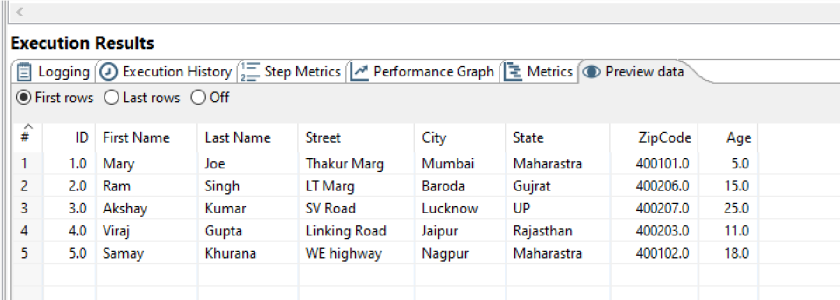 Execution Results
Logging Execution History Step Metrics Performance Graph Metrics Preview data
First rows Last rows Off
# ID First Name Last Name Street City State ZipCode Age
1 1.0 Mary Joe Thakur Marg Mumbai Maharastra 400101.0 5.0
2 2.0 Ram Singh LT Marg Baroda Gujrat 400206.0 15.0
3 3.0 Akshay Kumar SV Road Lucknow UP 400207.0 25.0
4 4.0 Viraj Gupta Linking Road Jaipur Rajasthan 400203.0 11.0
5 5.0 Samay Khurana WE highway Nagpur Maharastra 400102.0 18.0